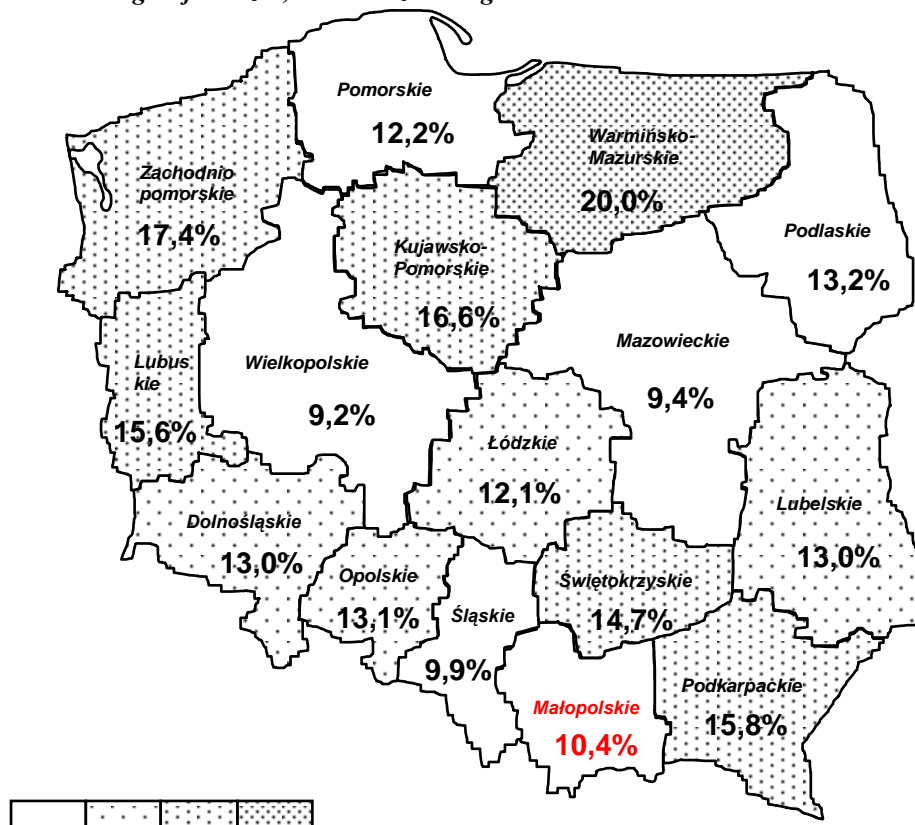 Pomorskie
12,2%
Warmińsko-
Mazurskie
20,0%
Zachodnio
pomorskie
17,4%
Kujawsko-
Pomorskie
16,6%
Podlaskie
13,2%
Mazowieckie
9,4%
Lubus
kie
15,6%
Wielkopolskie
9,2%
Łódzkie
12,1%
Lubelskie
13,0%
Dolnośląskie
13,0%
Opolskie
13,1%
Śląskie
9,9%
Świętokrzyskie
14,7%
Małopolskie
10,4%
Podkarpackie
15,8%